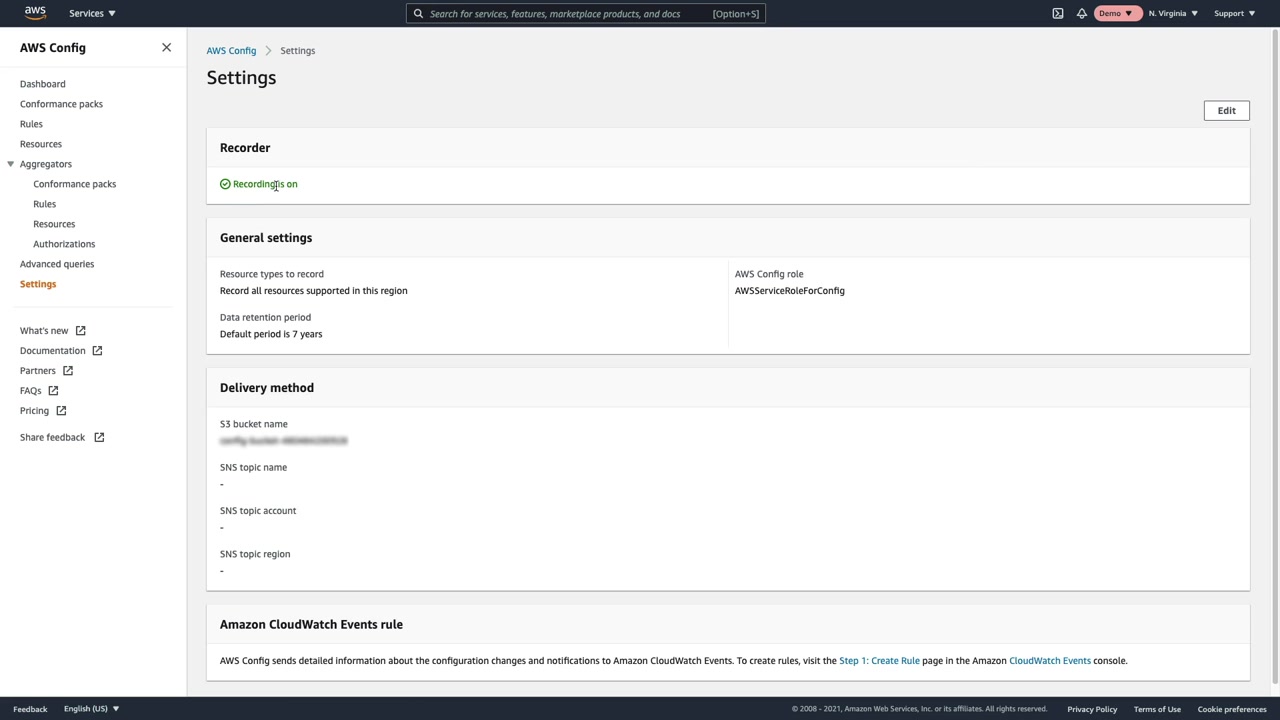 aws
Services
Search for services, features, marketplace products, and docs
[Option+S]
Demo
N. Virginia
Support
AWS Config
Dashboard
Conformance packs
Rules
Resources
Aggregators
Conformance packs
Rules
Resources
Authorizations
Advanced queries
Settings
What's new
Documentation
Partners
FAQs
Pricing
Share feedback
AWS Config > Settings
Settings
Edit
Recorder
Recording is on
General settings
Resource types to record
Record all resources supported in this region
Data retention period
Default period is 7 years
AWS Config role
AWSServiceRoleForConfig
Delivery method
S3 bucket name
SNS topic name
-
SNS topic account
-
SNS topic region
-
Amazon CloudWatch Events rule
AWS Config sends detailed information about the configuration changes and notifications to Amazon CloudWatch Events. To create rules, visit the Step 1: Create Rule page in the Amazon CloudWatch Events console.
Feedback
English (US)
© 2008 - 2021, Amazon Web Services, Inc. or its affiliates. All rights reserved.
Privacy Policy
Terms of Use
Cookie preferences